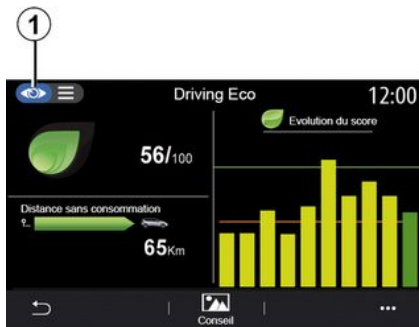 1
Driving Eco
12:00
Evolution du score
56/100
Distance sans consommation
65Km
Conseil